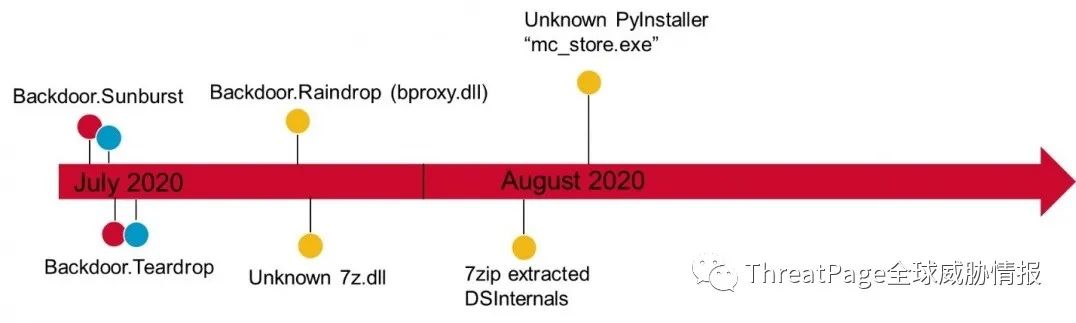 Unknown PyInstaller
“mc_store.exe”
Backdoor.Sunburst
Backdoor.Raindrop (bproxy.dll)
July 2020
August 2020
Backdoor.Teardrop
Unknown 7z.dll
7zip extracted
DSInternals
ThreatPage全球威胁情报